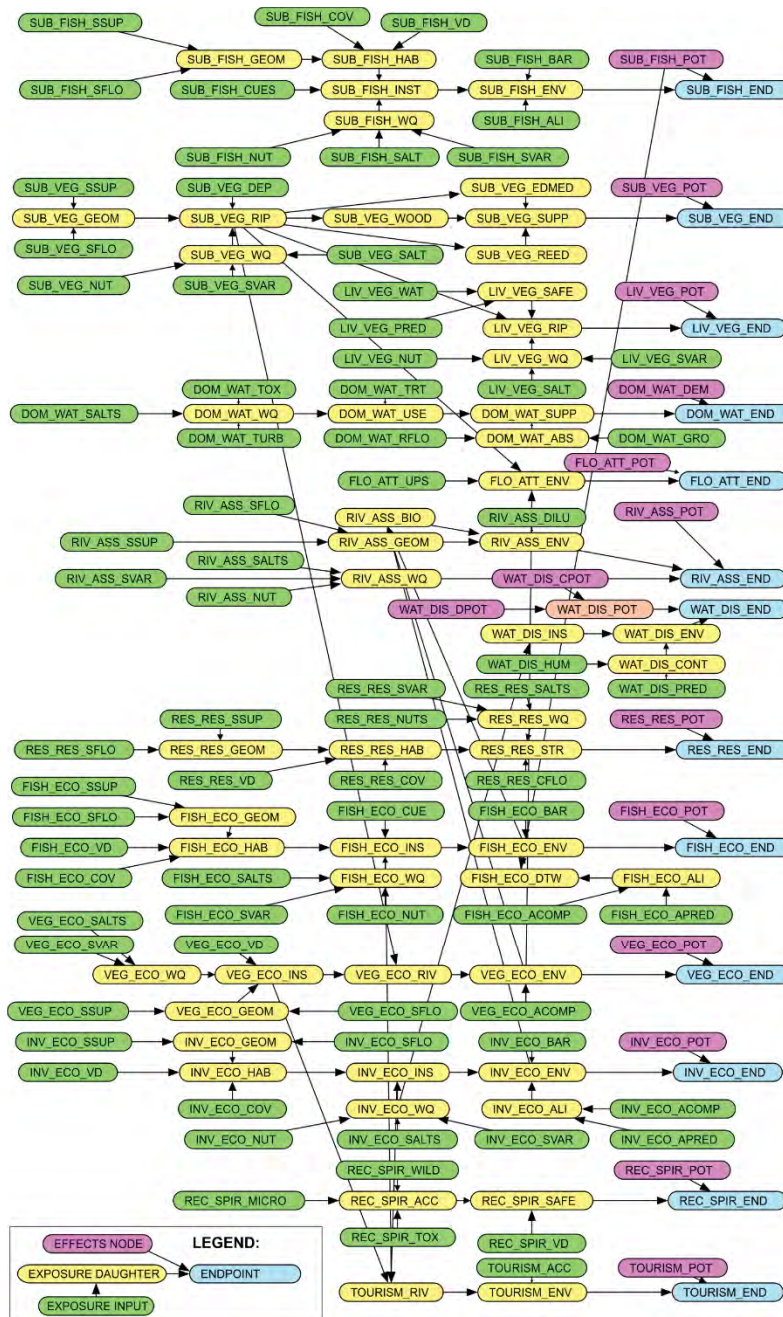 SUB_FISH_SSUP
SUB_FISH_COV
SUB_FISH_VD
SUB_FISH_GEOM
SUB_FISH_HAB
SUB_FISH_BAR
SUB_FISH_POT
SUB_FISH_SFLO
SUB_FISH_CUES
SUB_FISH_INST
SUB_FISH_ENV
SUB_FISH_END
SUB_FISH_WQ
SUB_FISH_ALI
SUB_FISH_NUT
SUB_FISH_SALT
SUB_FISH_SVAR
SUB_VEG_SSUP
SUB_VEG_DEP
SUB_VEG_EDMED
SUB_VEG_POT
SUB_VEG_GEOM
SUB_VEG_RIP
SUB_VEG_WOOD
SUB_VEG_SUPP
SUB_VEG_END
SUB_VEG_SFLO
SUB_VEG_WQ
SUB_VEG_SALT
SUB_VEG_REED
SUB_VEG_NUT
SUB_VEG_SVAR
LIV_VEG_WAT
LIV_VEG_SAFE
LIV_VEG_POT
LIV_VEG_PRED
LIV_VEG_RIP
LIV_VEG_END
LIV_VEG_NUT
LIV_VEG_WQ
LIV_VEG_SVAR
DOM_WAT_TOX
DOM_WAT_TRT
LIV_VEG_SALT
DOM_WAT_DEM
DOM_WAT_SALTS
DOM_WAT_WQ
DOM_WAT_USE
DOM_WAT_SUPP
DOM_WAT_END
DOM_WAT_TURB
DOM_WAT_RFLO
DOM_WAT_ABS
DOM_WAT_GRO
FLO_ATT_POT
FLO_ATT_UPS
FLO_ATT_ENV
FLO_ATT_END
RIV_ASS_SFLO
RIV_ASS_BIO
RIV_ASS_DILU
RIV_ASS_POT
RIV_ASS_SSUP
RIV_ASS_GEOM
RIV_ASS_ENV
RIV_ASS_SALTS
RIV_ASS_SVAR
RIV_ASS_WQ
WAT_DIS_CPOT
RIV_ASS_END
RIV_ASS_NUT
WAT_DIS_DPOT
WAT_DIS_POT
WAT_DIS_END
WAT_DIS_INS
WAT_DIS_ENV
WAT_DIS_HUM
WAT_DIS_CONT
RES_RES_SVAR
RES_RES_SALTS
WAT_DIS_PRED
RES_RES_SSUP
RES_RES_NUTS
RES_RES_WQ
RES_RES_POT
RES_RES_SFLO
RES_RES_GEOM
RES_RES_HAB
RES_RES_STR
RES_RES_END
RES_RES_VD
RES_RES_COV
RES_RES_CFLO
FISH_ECO_SSUP
FISH_ECO_CUE
FISH_ECO_BAR
FISH_ECO_POT
FISH_ECO_SFLO
FISH_ECO_GEOM
FISH_ECO_VD
FISH_ECO_HAB
FISH_ECO_INS
FISH_ECO_ENV
FISH_ECO_END
FISH_ECO_COV
FISH_ECO_SALTS
FISH_ECO_WQ
FISH_ECO_DTW
FISH_ECO_ALI
FISH_ECO_SVAR
FISH_ECO_NUT
FISH_ECO_ACOMP
FISH_ECO_APRED
VEG_ECO_SALTS
VEG_ECO_SVAR
VEG_ECO_VD
VEG_ECO_POT
VEG_ECO_WQ
VEG_ECO_INS
VEG_ECO_RIV
VEG_ECO_ENV
VEG_ECO_END
VEG_ECO_SSUP
VEG_ECO_GEOM
VEG_ECO_SFLO
VEG_ECO_ACOMP
INV_ECO_SSUP
INV_ECO_GEOM
INV_ECO_SFLO
INV_ECO_BAR
INV_ECO_POT
INV_ECO_VD
INV_ECO_HAB
INV_ECO_INS
INV_ECO_ENV
INV_ECO_END
INV_ECO_COV
INV_ECO_WQ
INV_ECO_ALI
INV_ECO_ACOMP
INV_ECO_NUT
INV_ECO_SALTS
INV_ECO_SVAR
INV_ECO_APRED
REC_SPIR_WILD
REC_SPIR_POT
REC_SPIR_MICRO
REC_SPIR_ACC
REC_SPIR_SAFE
REC_SPIR_END
REC_SPIR_TOX
REC_SPIR_VD
TOURISM_ACC
TOURISM_POT
TOURISM_RIV
TOURISM_ENV
TOURISM_END
EFFECTS NODE
LEGEND:
EXPOSURE DAUGHTER
ENDPOINT
EXPOSURE INPUT